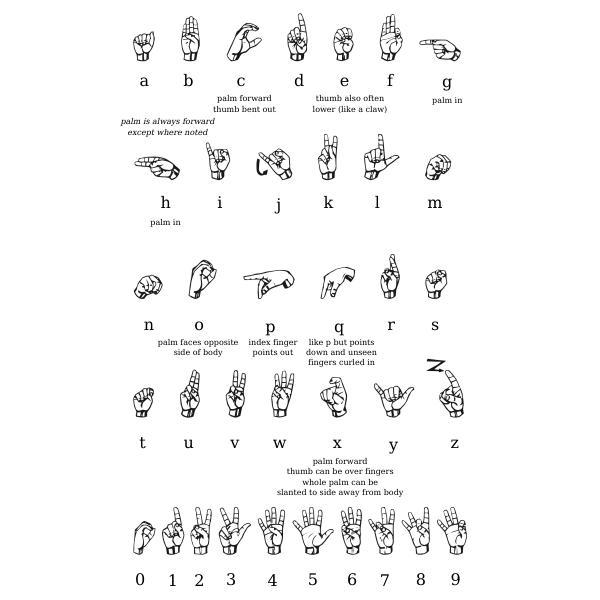 a b c d e f g
palm forward
thumb bent out
thumb also often
lower (like a claw)
palm in
palm is always forward
except where noted
h i j k l m
palm in
n o p q r s
palm faces opposite
side of body
index finger
points out
like p but points
down and unseen
fingers curled in
Z
t u v w x y z
palm forward
thumb can be over fingers
whole palm can be
slanted to side away from body
0 1 2 3 4 5 6 7 8 9